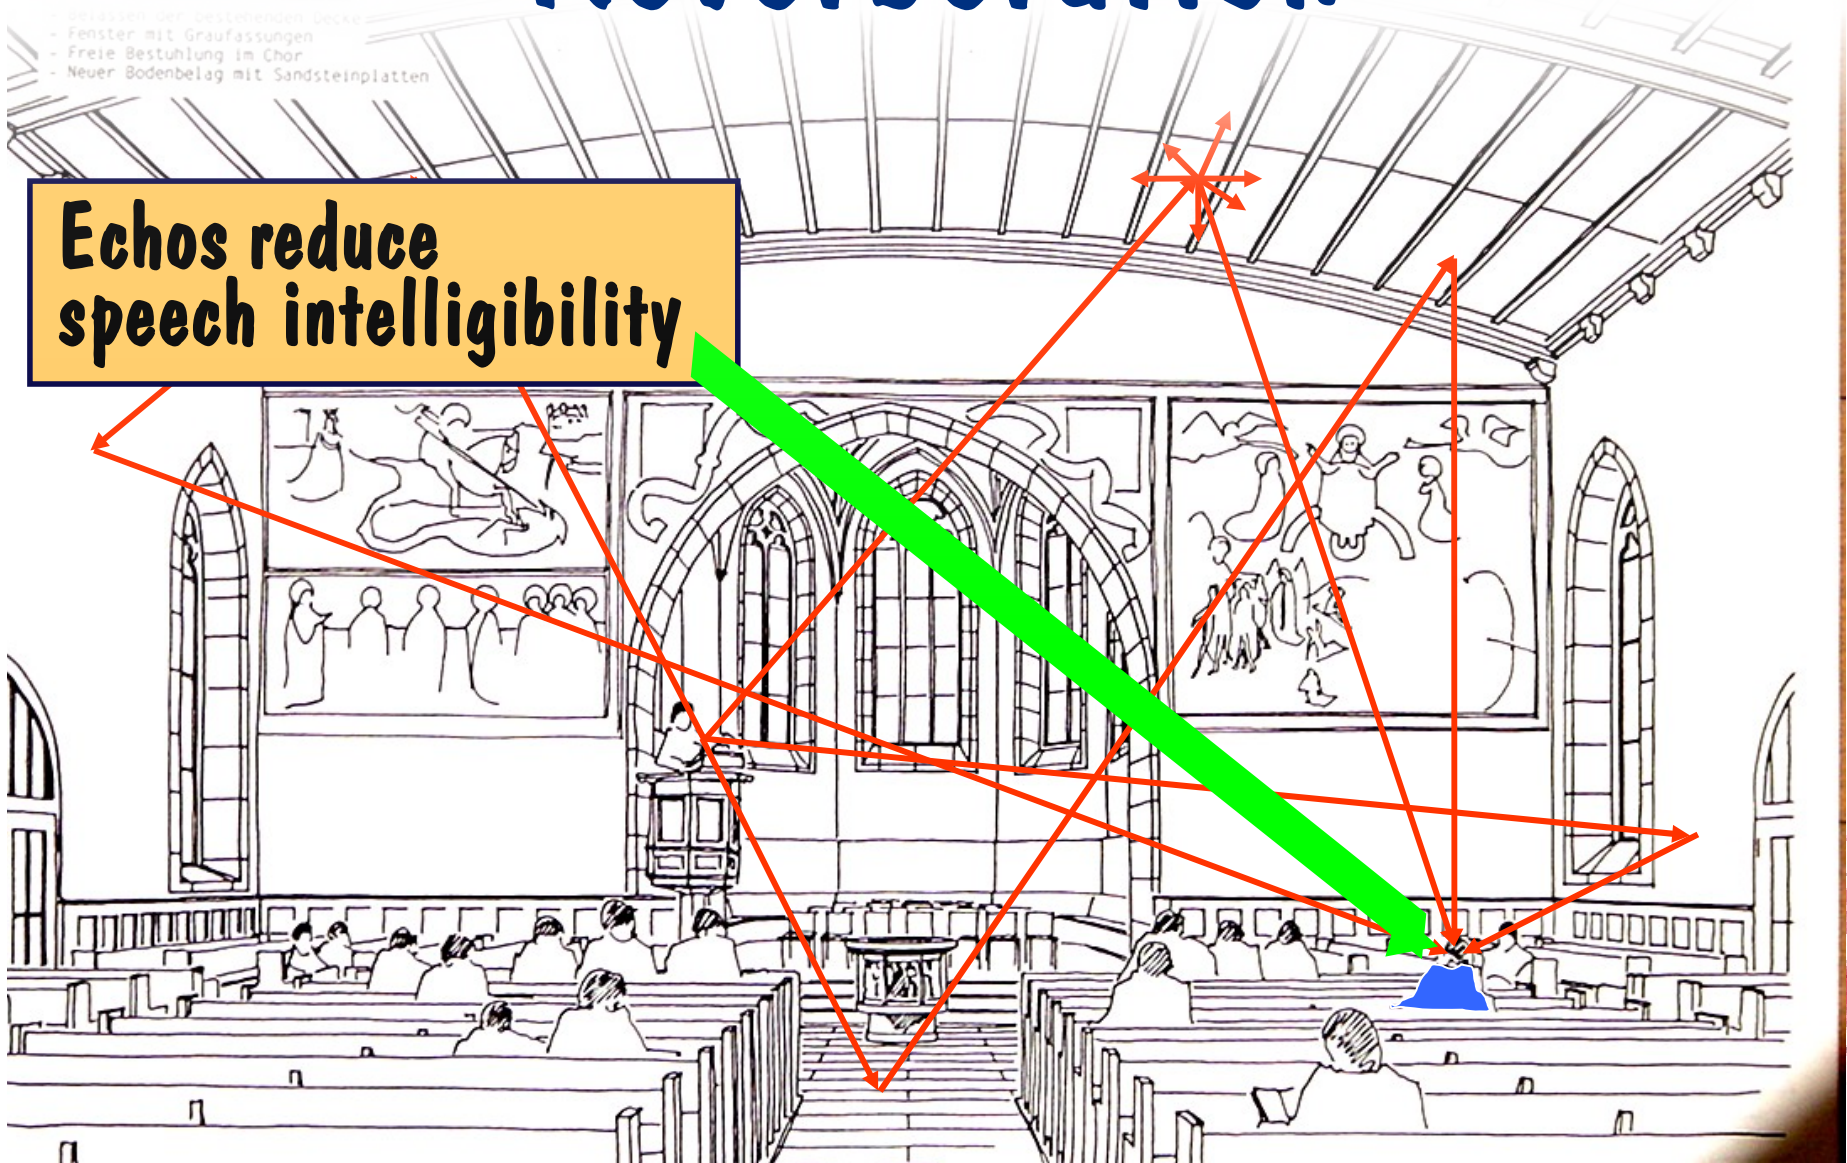 Reverberation
- Belassen der bestehenden Decke
- Fenster mit Graufassungen
- Freie Bestuhlung im Chor
- Neuer Bodenbelag mit Sandsteinplatten
Echos reduce
speech intelligibility